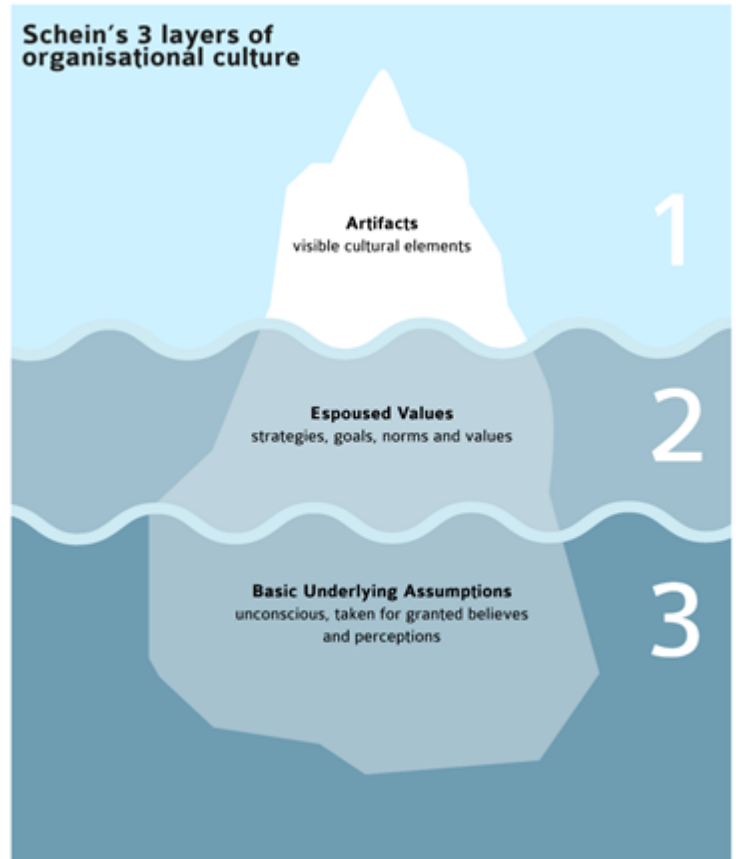 Schein´s 3 layers of
organisational culture
Artifacts
visible cultural elements
1
Espoused Values
strategies, goals, norms and values
2
Basic Underlying Assumptions
unconscious, taken for granted believes
and perceptions
3